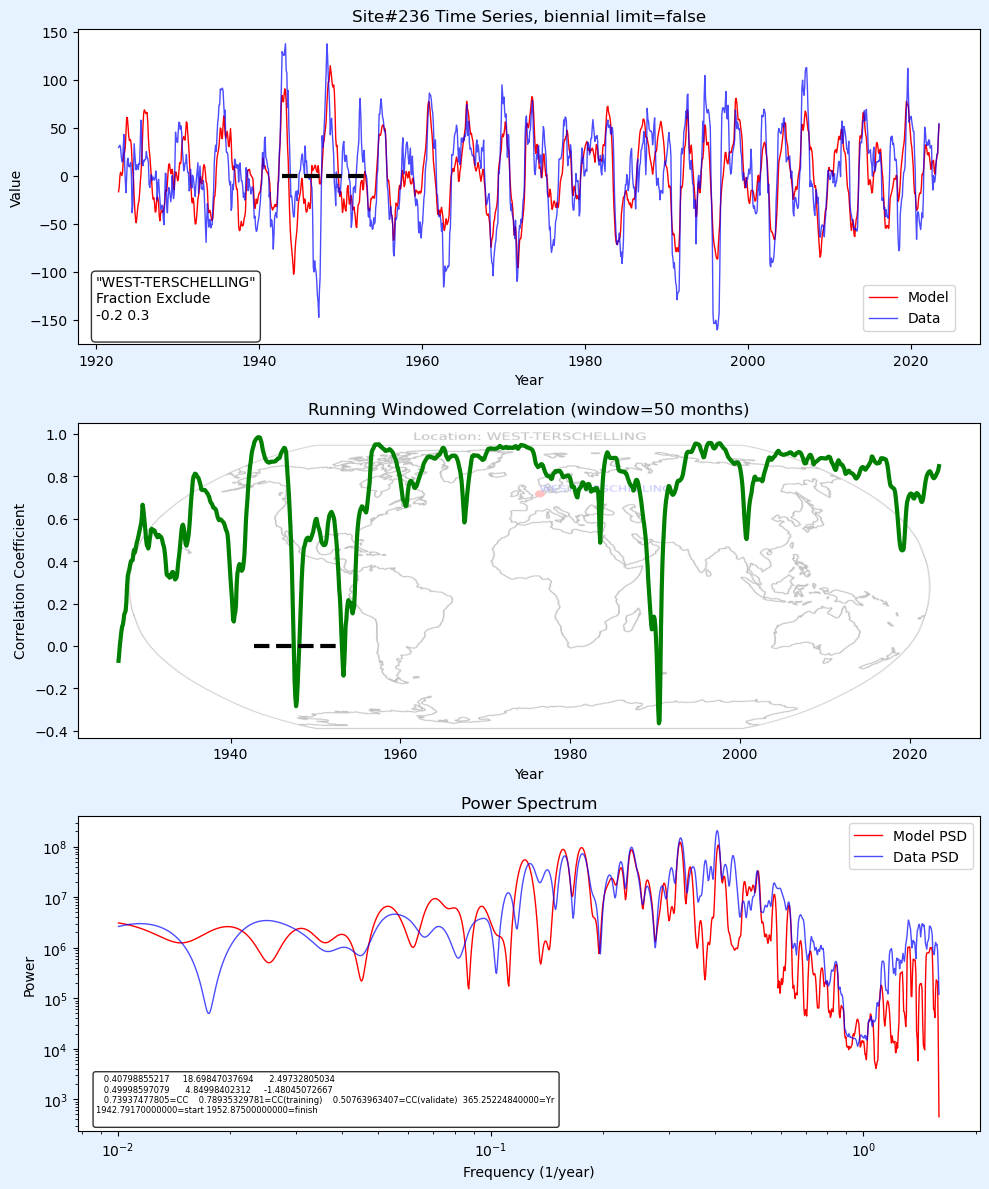 Site#236 Time Series, biennial limit=false
Value
150
100
50
0
−50
−100
−150
"WEST-TERSCHELLING"
Fraction Exclude
-0.2 0.3
Model
Data
1920 1940 1960 1980 2000 2020
Year
Running Windowed Correlation (window=50 months)
Location: WEST-TERSCHELLING
Correlation Coefficient
1.0
0.8
0.6
0.4
0.2
0.0
−0.2
−0.4
1940 1960 1980 2000 2020
Year
Power Spectrum
Model PSD
Data PSD
Power
10⁸
10⁷
10⁶
10⁵
10⁴
10³
0.40798855217 18.69847037694 2.49732805034
0.49998597079 4.84998402312 -1.48045072667
0.73937477805=CC 0.78935329781=CC(training) 0.50763963407=CC(validate) 365.25224840000=Yr
1942.79170000000=start 1952.87500000000=finish
10⁻² 10⁻¹ 10⁰
Frequency (1/year)